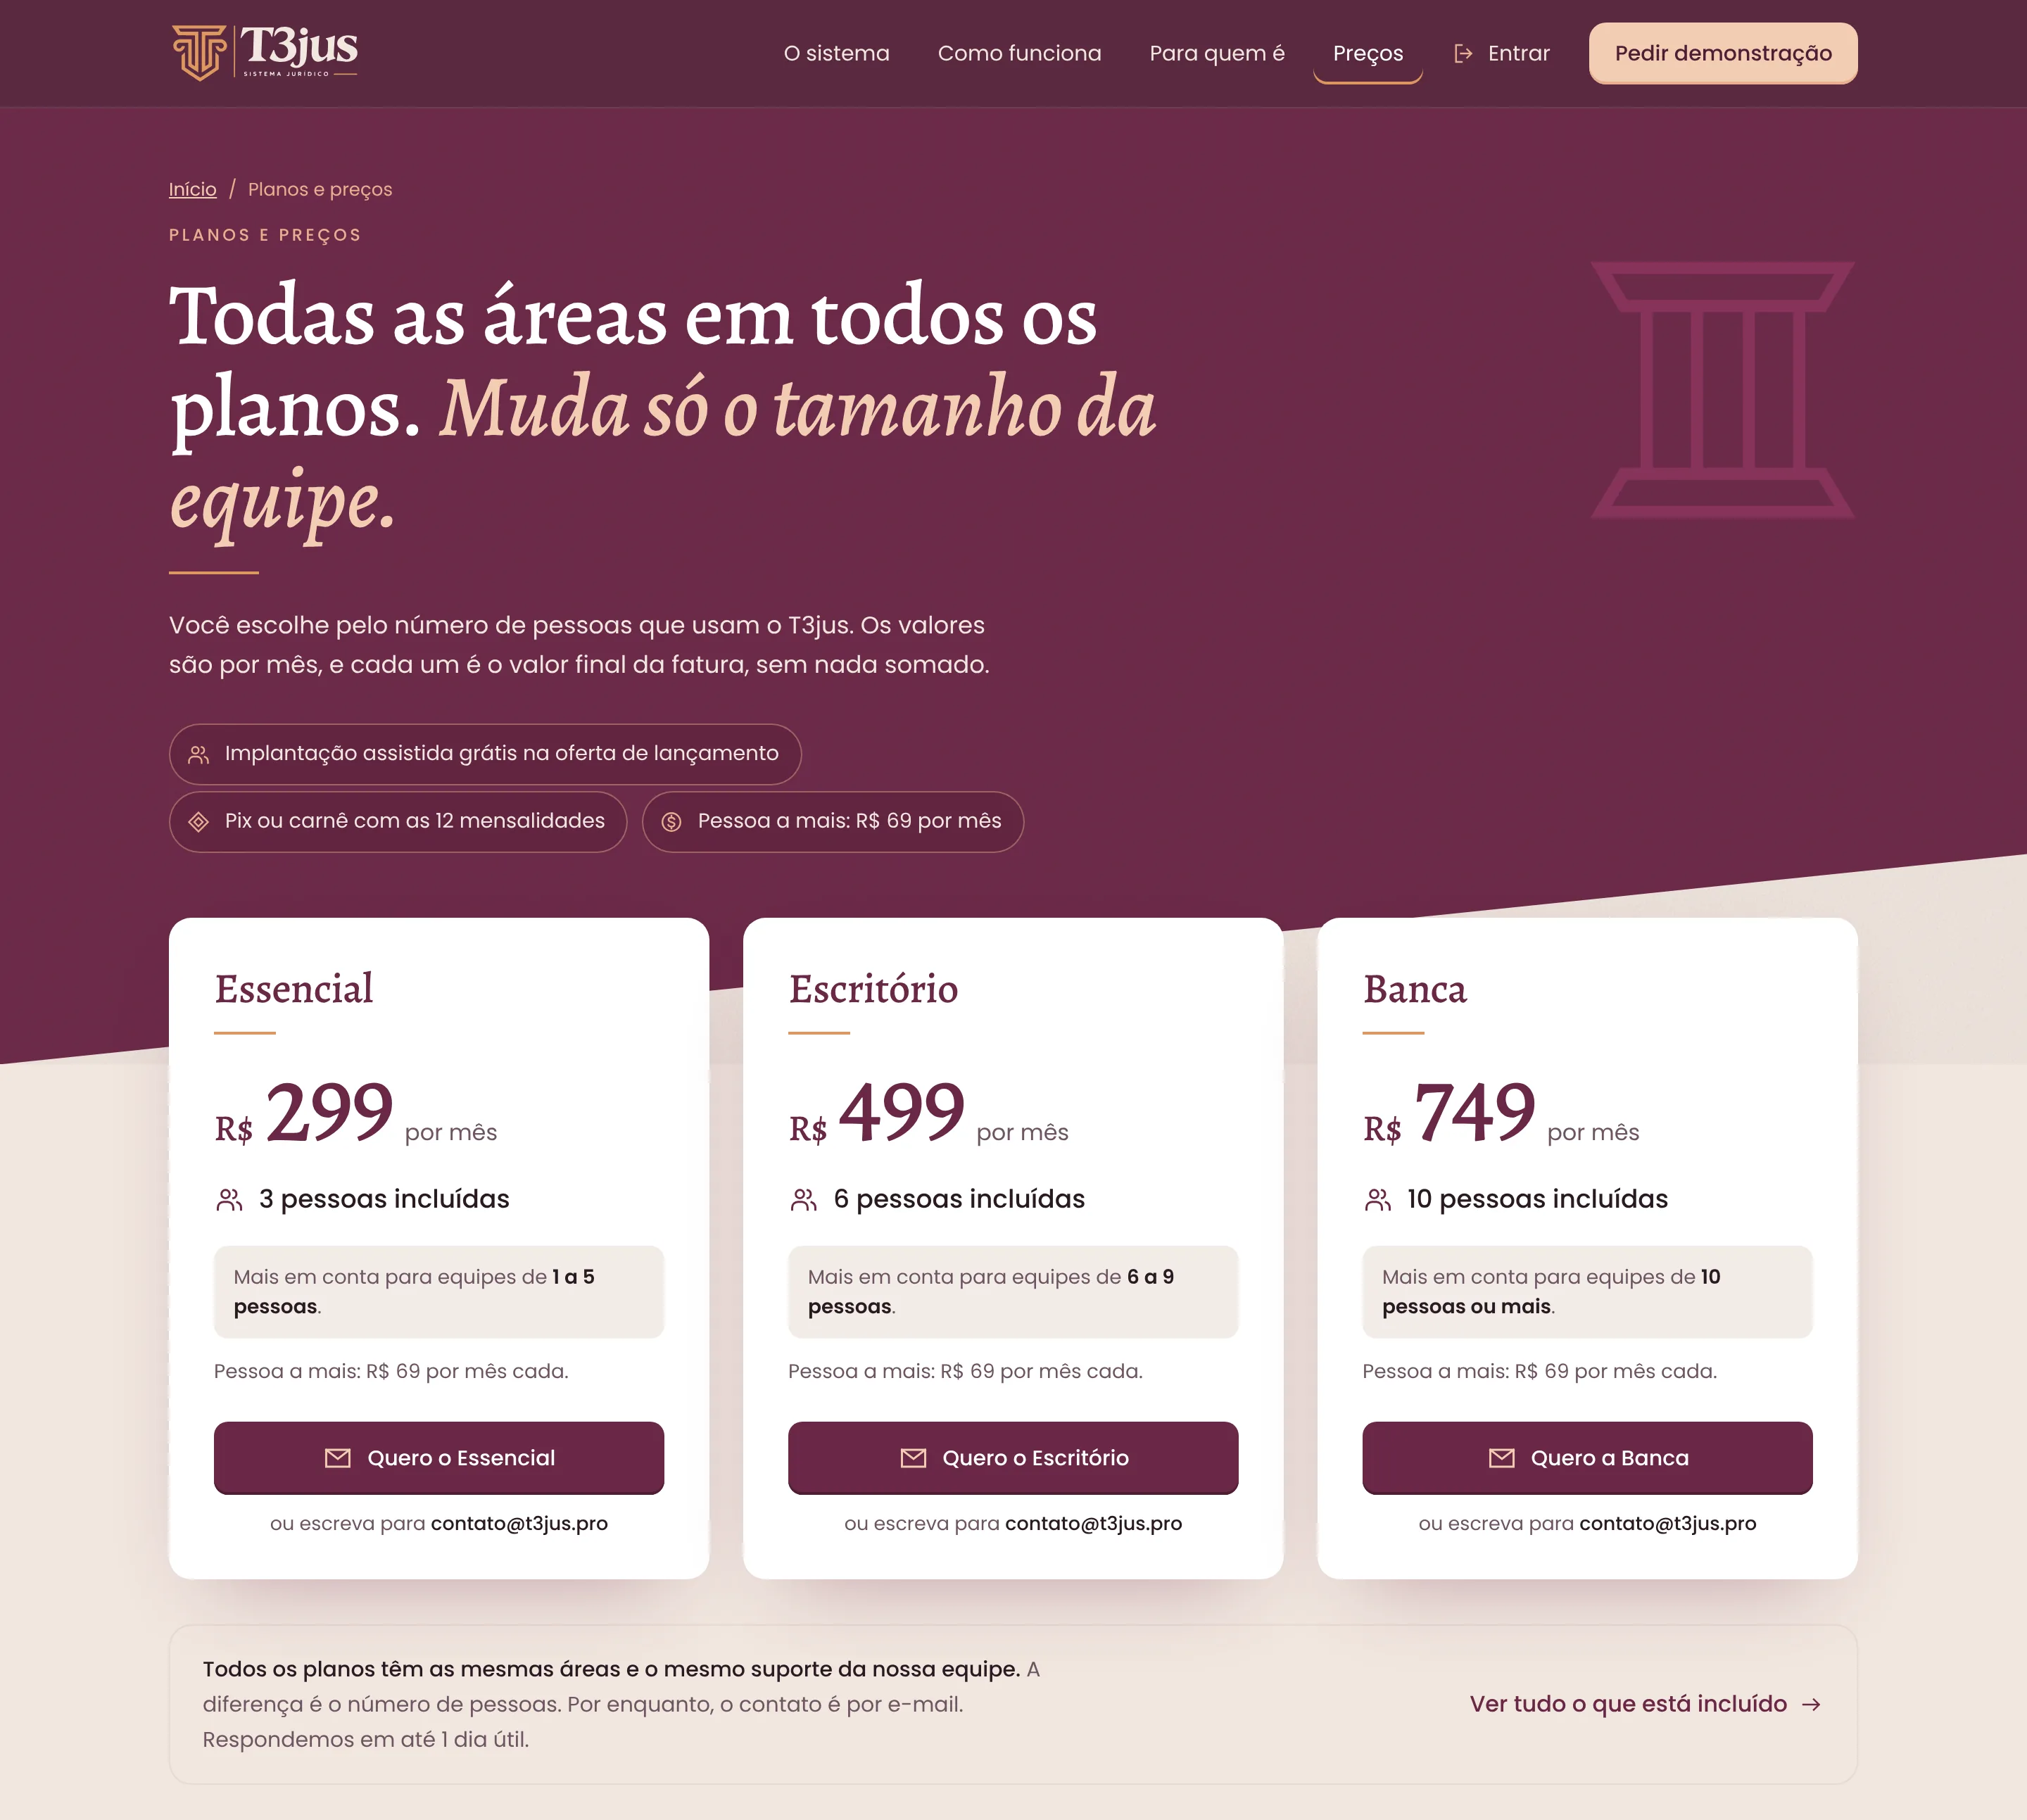 T3jus
SISTEMA JURÍDICO
O sistema
Como funciona
Para quem é
Preços
Entrar
Pedir demonstração
Início / Planos e preços
PLANOS E PREÇOS
Todas as áreas em todos os
planos. Muda só o tamanho da
equipe.
Você escolhe pelo número de pessoas que usam o T3jus. Os valores
são por mês, e cada um é o valor final da fatura, sem nada somado.
Implantação assistida grátis na oferta de lançamento
Pix ou carnê com as 12 mensalidades
Pessoa a mais: R$ 69 por mês
Essencial
R$ 299 por mês
3 pessoas incluídas
Mais em conta para equipes de 1 a 5
pessoas.
Pessoa a mais: R$ 69 por mês cada.
Quero o Essencial
ou escreva para contato@t3jus.pro
Escritório
R$ 499 por mês
6 pessoas incluídas
Mais em conta para equipes de 6 a 9
pessoas.
Pessoa a mais: R$ 69 por mês cada.
Quero o Escritório
ou escreva para contato@t3jus.pro
Banca
R$ 749 por mês
10 pessoas incluídas
Mais em conta para equipes de 10
pessoas ou mais.
Pessoa a mais: R$ 69 por mês cada.
Quero a Banca
ou escreva para contato@t3jus.pro
Todos os planos têm as mesmas áreas e o mesmo suporte da nossa equipe. A
diferença é o número de pessoas. Por enquanto, o contato é por e-mail.
Respondemos em até 1 dia útil.
Ver tudo o que está incluído →